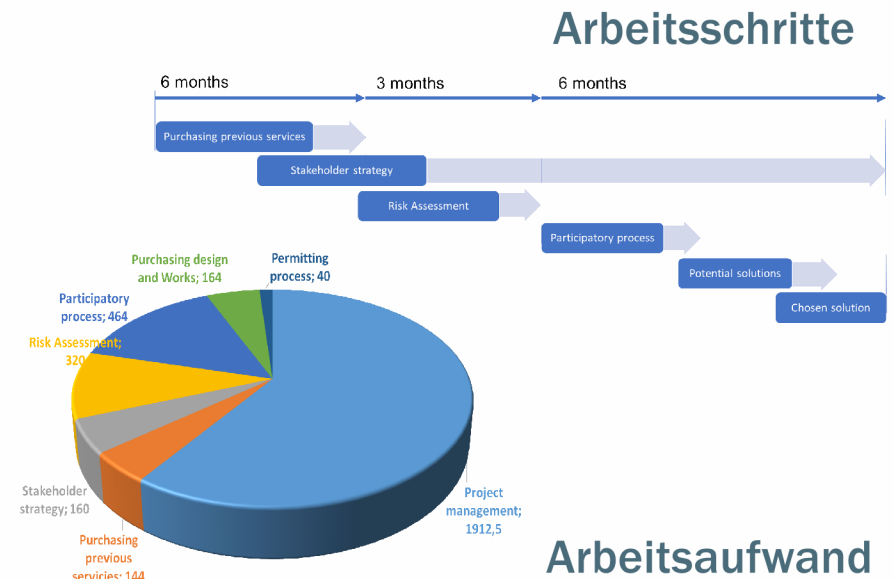 Arbeitsschritte
6 months
3 months
6 months
Purchasing previous services
Stakeholder strategy
Risk Assessment
Participatory process
Potential solutions
Chosen solution
Purchasing design
and Works; 164
Permitting
process; 40
Participatory
process; 464
Risk Assessment;
320
Stakeholder
strategy; 160
Purchasing
previous
servicies; 144
Project
management;
1912,5
Arbeitsaufwand